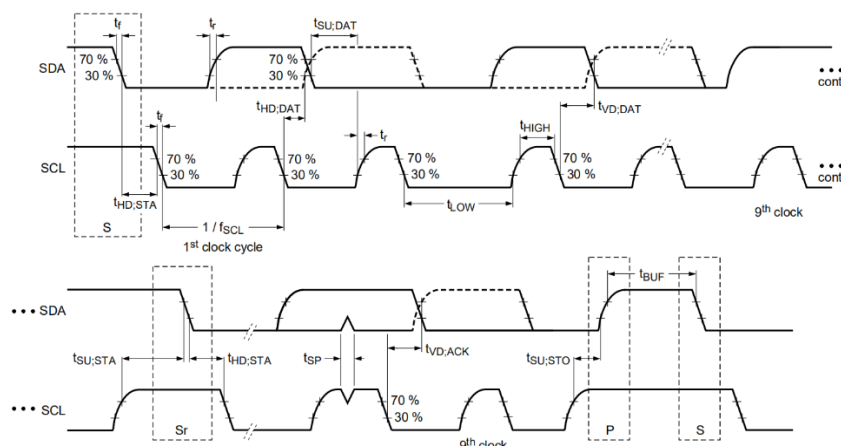 tf
tr
tSU;DAT
SDA
70 %
30 %
70 %
30 %
cont
tHD;DAT
tVD;DAT
tf
tr
tHIGH
SCL
70 %
30 %
70 %
30 %
70 %
30 %
70 %
30 %
cont
tHD;STA
tLOW
S
1 / fSCL
1st clock cycle
9th clock
tBUF
SDA
tSU;STA
tHD;STA
tSP
tVD;ACK
tSU;STO
70 %
30 %
SCL
Sr
P
S
9th clock